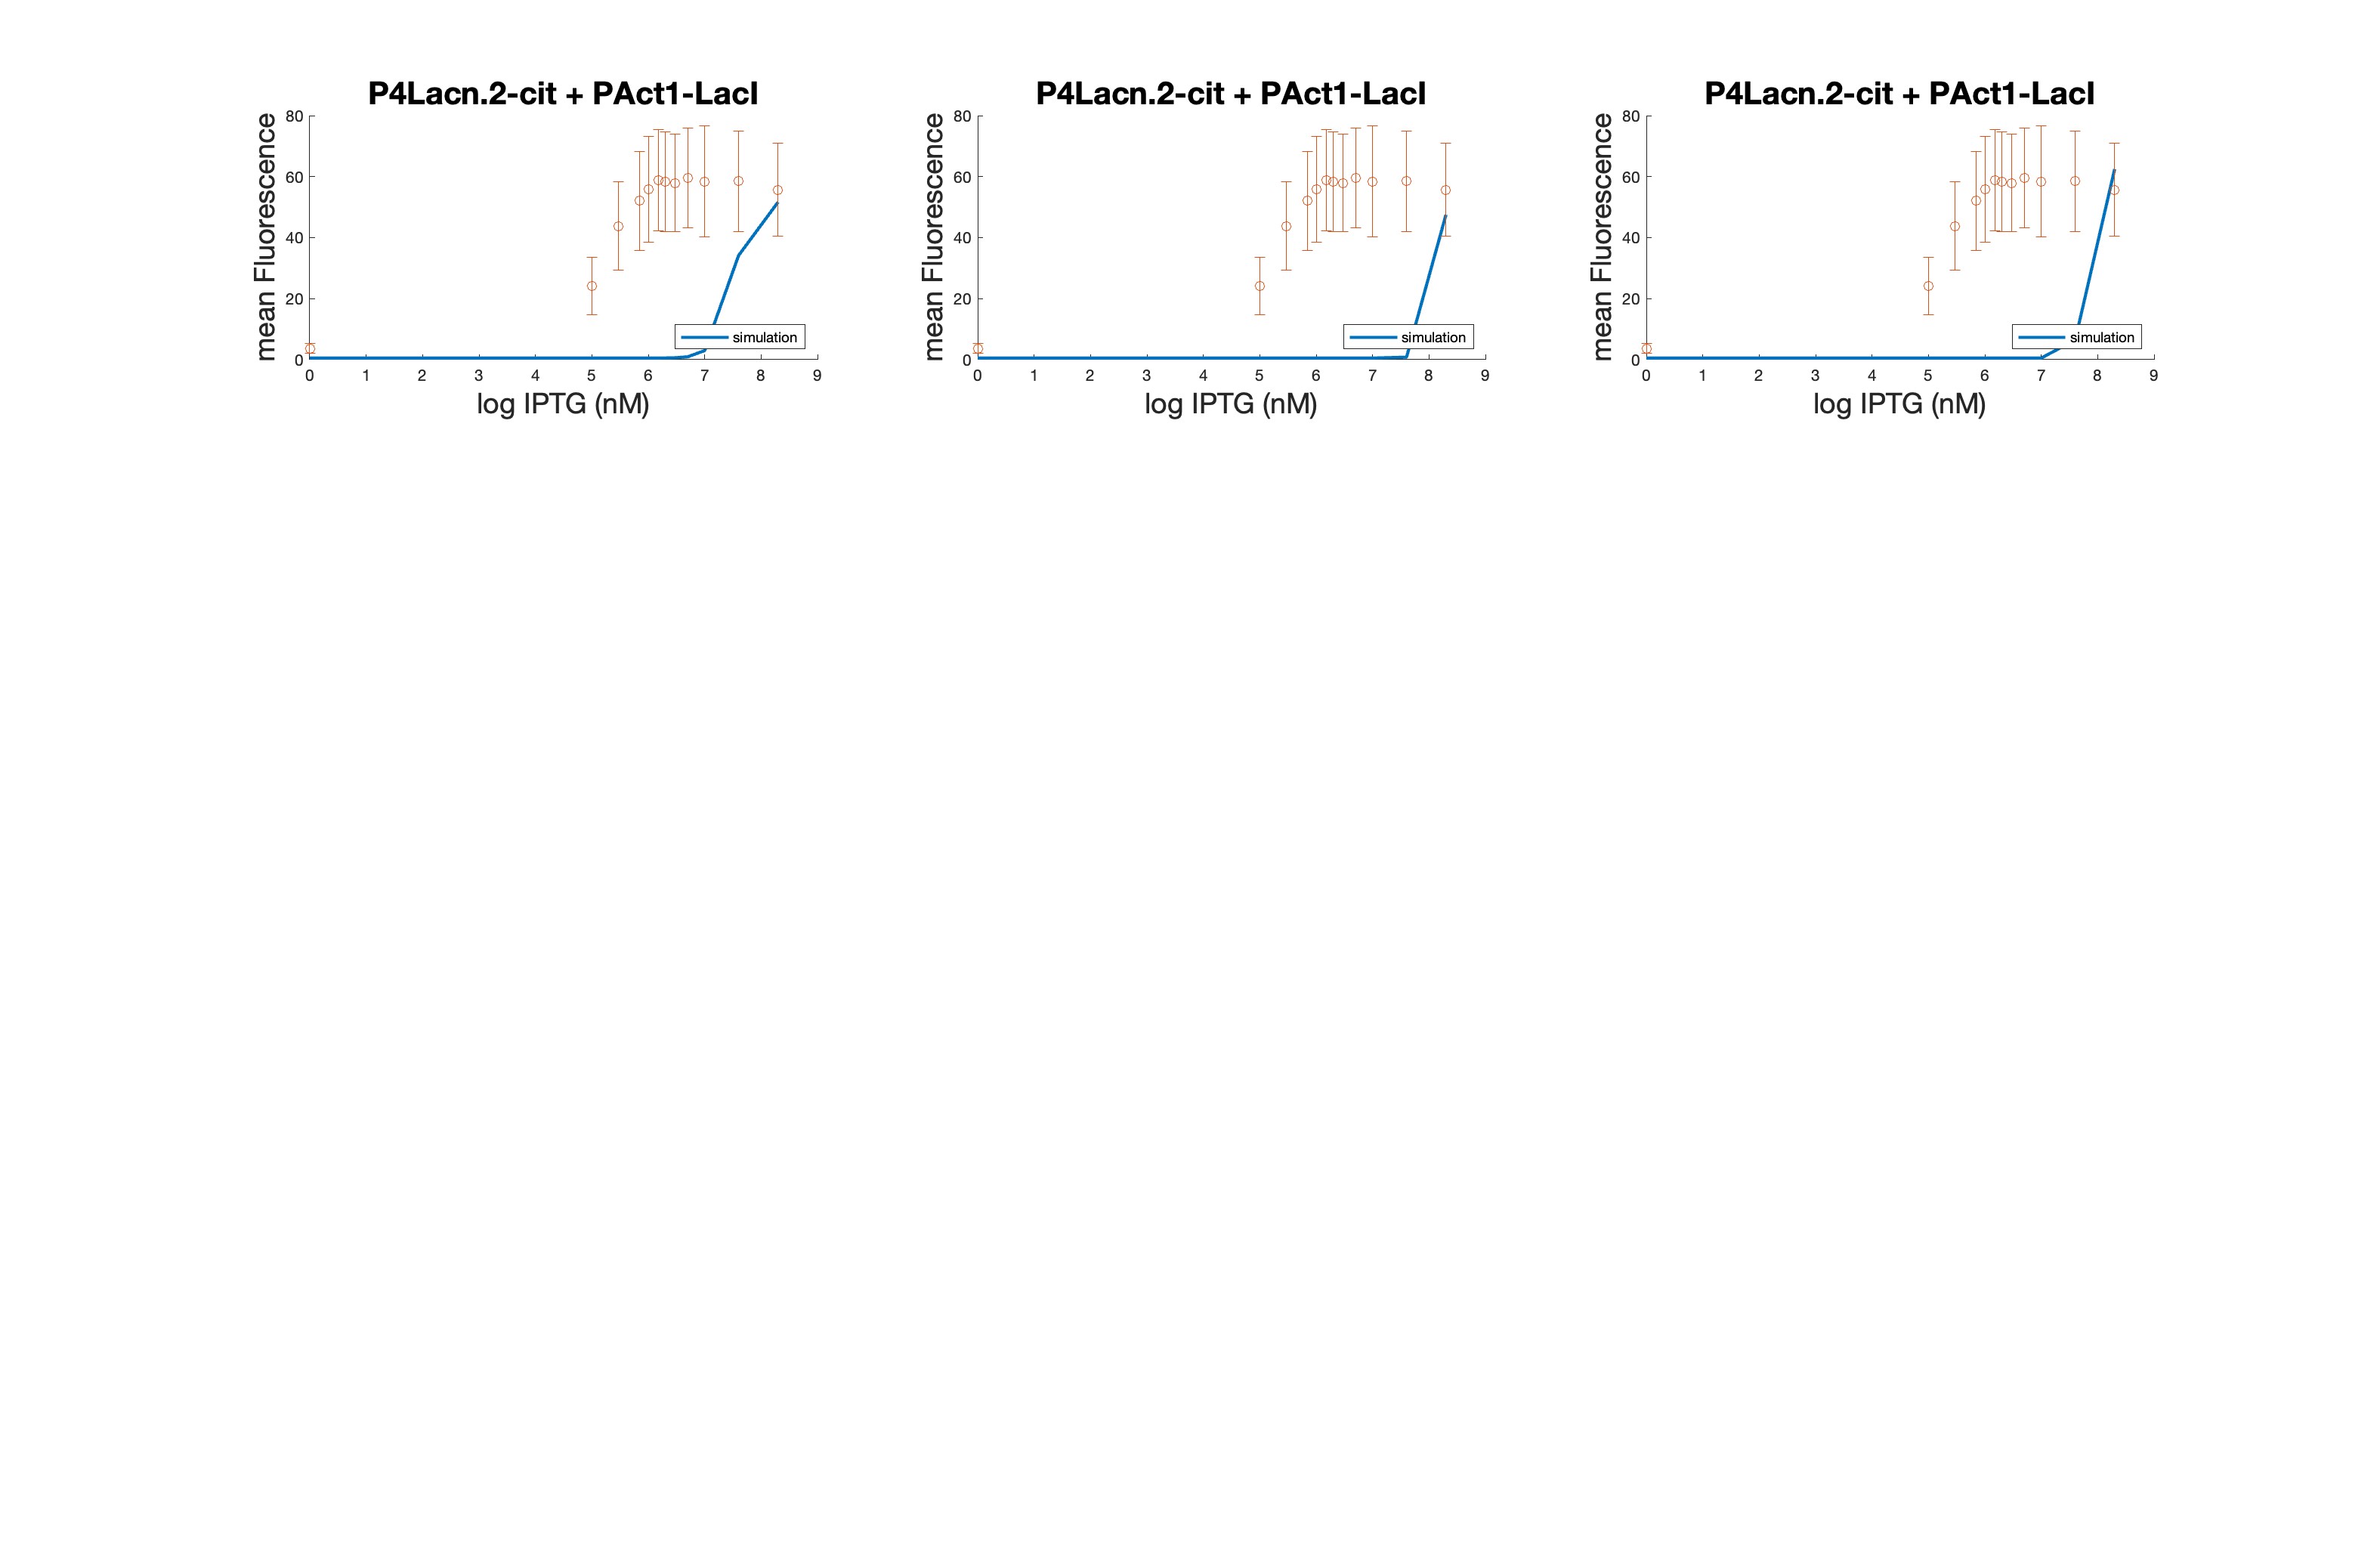 P4Lacn.2-cit + PAct1-LacI
mean Fluorescence
80
60
40
20
0
simulation
0 1 2 3 4 5 6 7 8 9
log IPTG (nM)
P4Lacn.2-cit + PAct1-LacI
mean Fluorescence
80
60
40
20
0
simulation
0 1 2 3 4 5 6 7 8 9
log IPTG (nM)
P4Lacn.2-cit + PAct1-LacI
mean Fluorescence
80
60
40
20
0
simulation
0 1 2 3 4 5 6 7 8 9
log IPTG (nM)